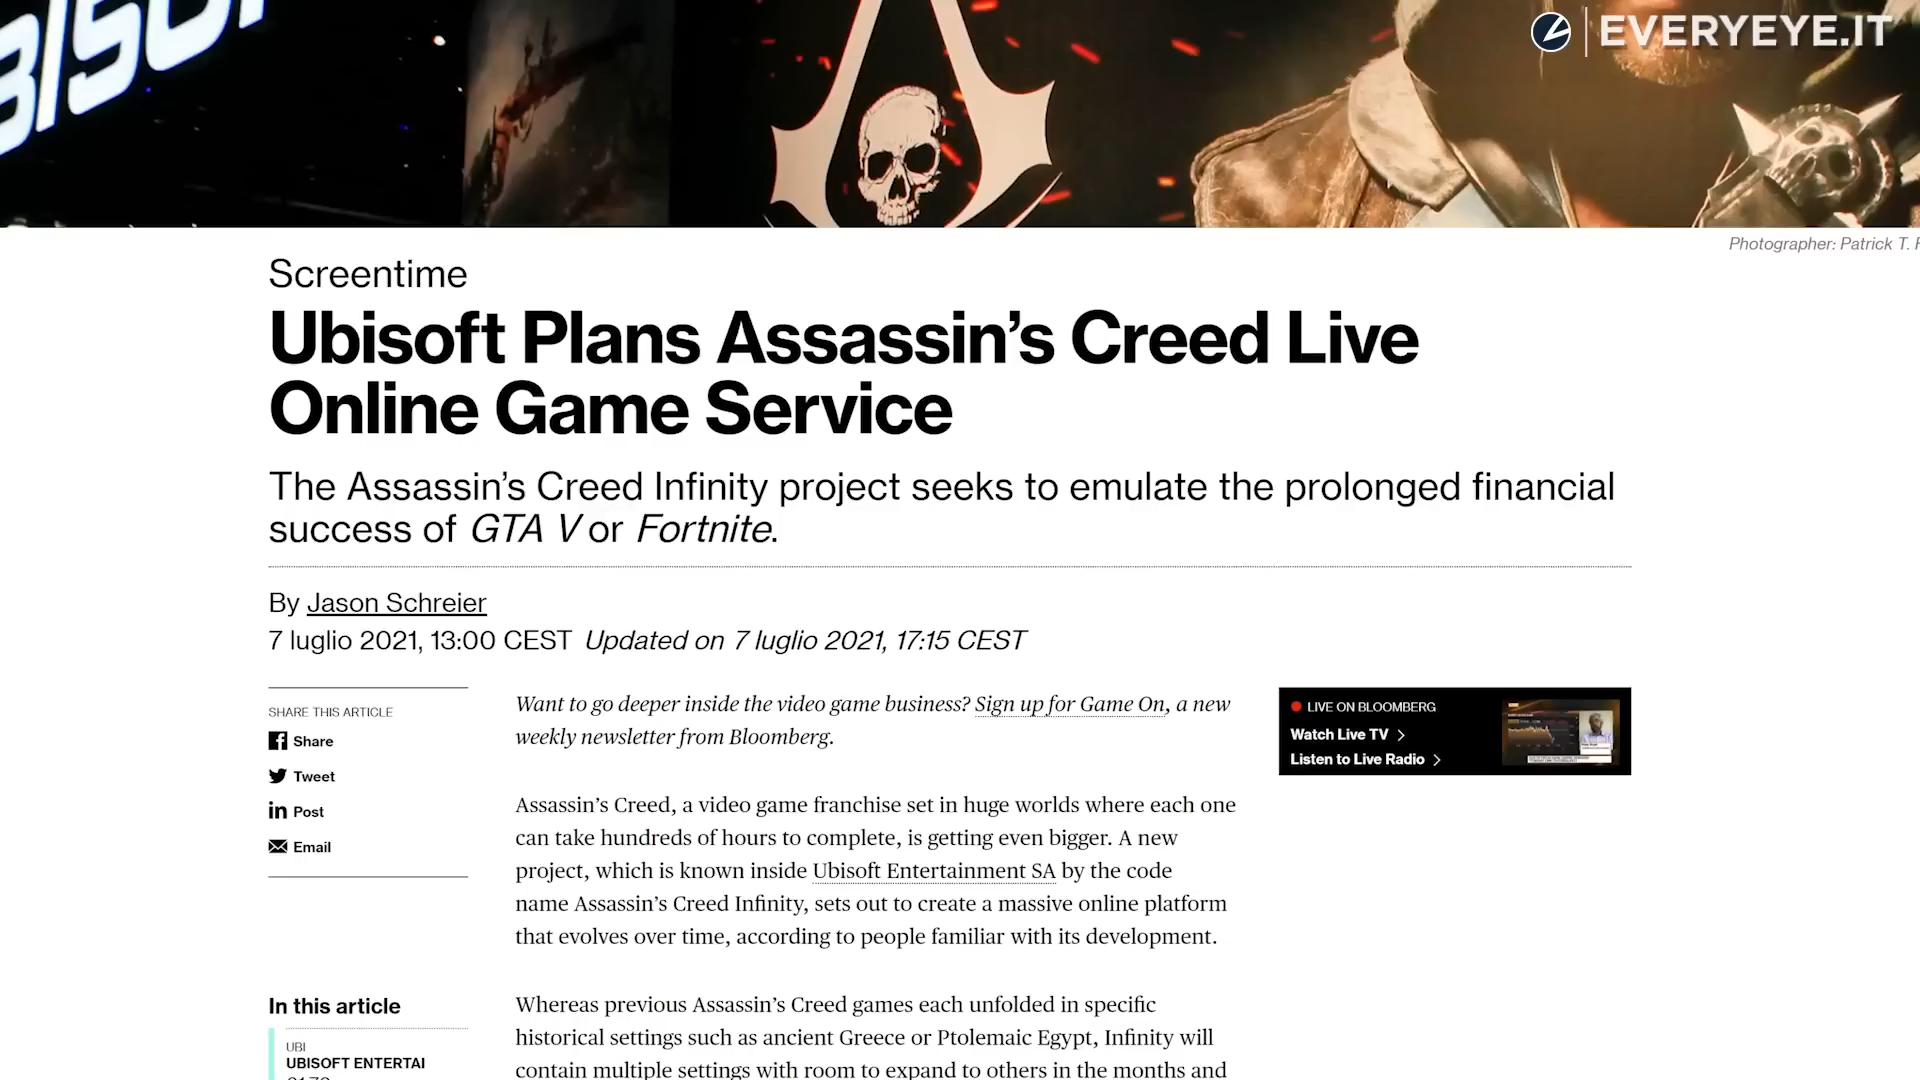 EVERYEYE.IT
Photographer: Patrick T.
Screentime
Ubisoft Plans Assassin’s Creed Live
Online Game Service
The Assassin’s Creed Infinity project seeks to emulate the prolonged financial
success of GTA V or Fortnite.
By Jason Schreier
7 luglio 2021, 13:00 CEST Updated on 7 luglio 2021, 17:15 CEST
SHARE THIS ARTICLE
Share
Tweet
Post
Email
Want to go deeper inside the video game business? Sign up for Game On, a new
weekly newsletter from Bloomberg.
LIVE ON BLOOMBERG
Watch Live TV
Listen to Live Radio
Assassin’s Creed, a video game franchise set in huge worlds where each one
can take hundreds of hours to complete, is getting even bigger. A new
project, which is known inside Ubisoft Entertainment SA by the code
name Assassin’s Creed Infinity, sets out to create a massive online platform
that evolves over time, according to people familiar with its development.
In this article
UBI
UBISOFT ENTERTAI
Whereas previous Assassin’s Creed games each unfolded in specific
historical settings such as ancient Greece or Ptolemaic Egypt, Infinity will
contain multiple settings with room to expand to others in the months and